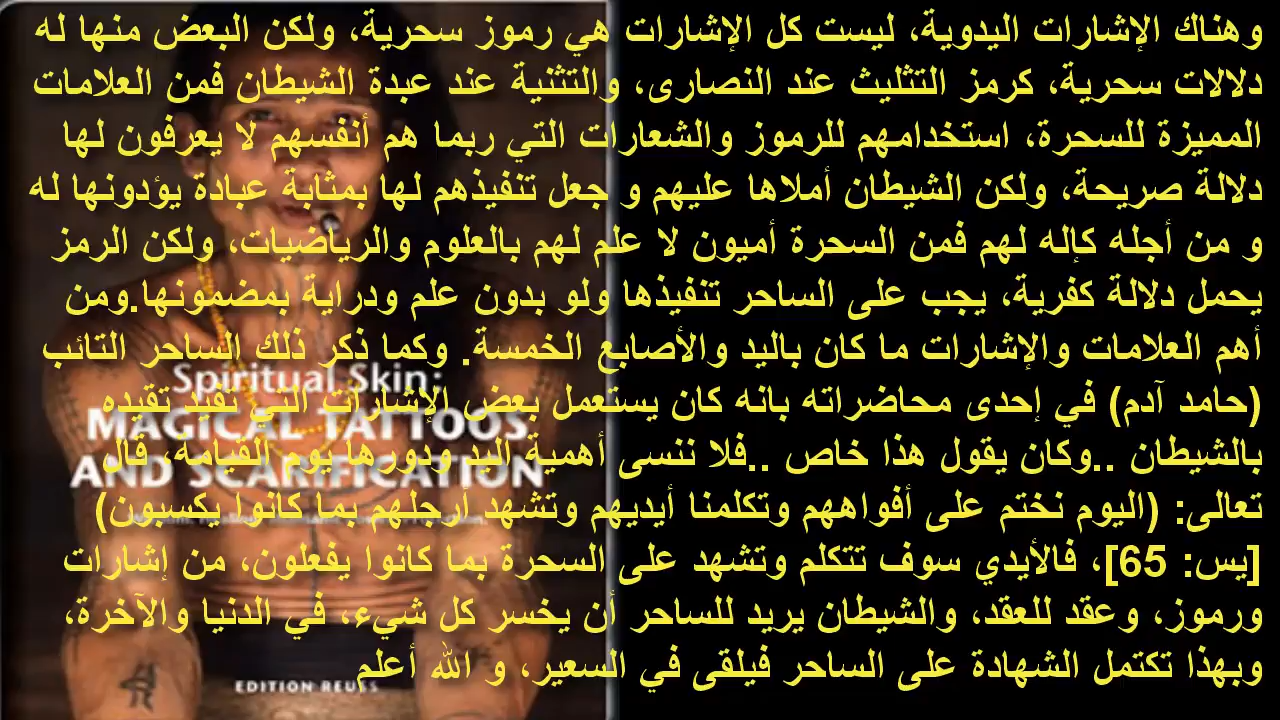 وهناك الإشارات اليدوية، ليست كل الإشارات هي رموز سحرية، ولكن البعض منها له
دلالات سحرية، كرمز التثليث عند النصارى، والتثنية عند عبدة الشيطان فمن العلامات
المميزة للسحرة، استخدامهم للرموز والشعارات التي ربما هم أنفسهم لا يعرفون لها
دلالة صريحة، ولكن الشيطان أملاها عليهم و جعل تنفيذهم لها بمثابة عبادة يؤدونها له
و من أجله كإله لهم فمن السحرة أميون لا علم لهم بالعلوم والرياضيات، ولكن الرمز
يحمل دلالة كفرية، يجب على الساحر تنفيذها ولو بدون علم ودراية بمضمونها.ومن
أهم العلامات والإشارات ما كان باليد والأصابع الخمسة. وكما ذكر ذلك الساحر التائب
(حامد آدم) في إحدى محاضراته بانه كان يستعمل بعض الإشارات التي تفيد تقيده
بالشيطان ..وكان يقول هذا خاص ..فلا ننسى أهمية اليد ودورها يوم القيامة، قال
تعالى: (اليوم نختم على أفواههم وتكلمنا أيديهم وتشهد أرجلهم بما كانوا يكسبون)
[يس: 65]، فالأيدي سوف تتكلم وتشهد على السحرة بما كانوا يفعلون، من إشارات
ورموز، وعقد للعقد، والشيطان يريد للساحر أن يخسر كل شيء، في الدنيا والآخرة،
وبهذا تكتمل الشهادة على الساحر فيلقى في السعير، و الله أعلم
Spiritual Skin:
MAGICAL TATTOOS
AND SCARIFICATION
EDITION REUSS